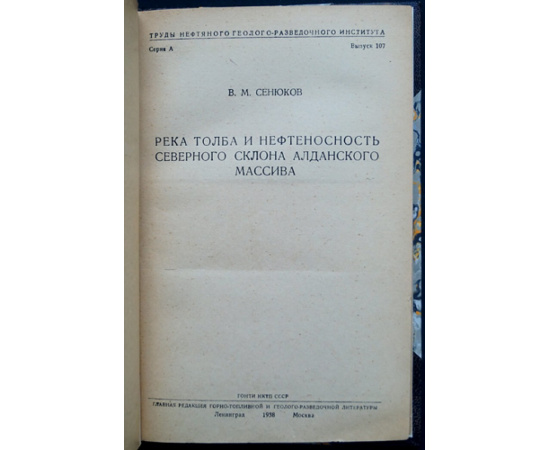 ТРУДЫ НЕФТЯНОГО ГЕОЛОГО-РАЗВЕДОЧНОГО ИНСТИТУТА
Серия А Выпуск 107
В. М. СЕНЮКОВ
РЕКА ТОЛБА И НЕФТЕНОСНОСТЬ
СЕВЕРНОГО СКЛОНА АЛДАНСКОГО
МАССИВА
ГОНТИ НКТП СССР
ГЛАВНАЯ РЕДАКЦИЯ ГОРНО-ТОПЛИВНОЙ И ГЕОЛОГО-РАЗВЕДОЧНОЙ ЛИТЕРАТУРЫ
Ленинград 1938 Москва